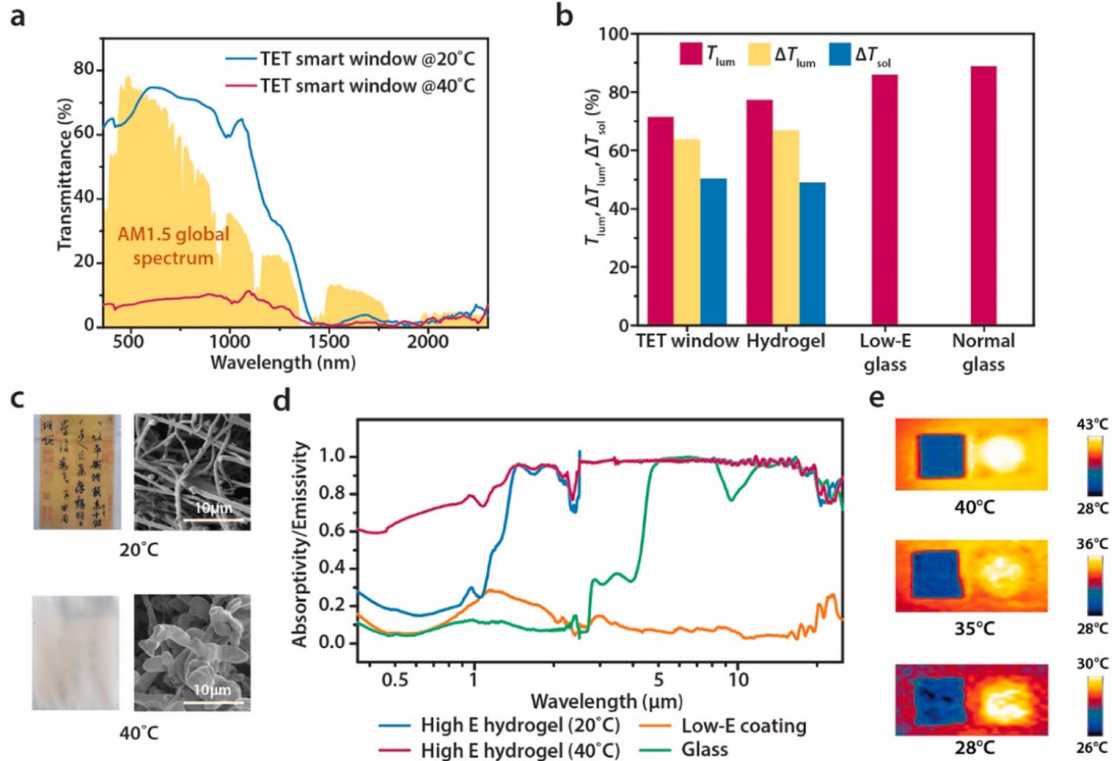 a
TET smart window @20°C
TET smart window @40°C
Transmittance (%)
80
60
40
20
0
AM1.5 global
spectrum
500
1000
1500
2000
Wavelength (nm)
b
T_lum, ΔT_lum, ΔT_sol (%)
100
80
60
40
20
0
T_lum
ΔT_lum
ΔT_sol
TET window
Hydrogel
Low-E
glass
Normal
glass
c
10μm
20°C
10μm
40°C
d
Absorptivity/Emissivity
1.0
0.8
0.6
0.4
0.2
0.0
0.5
1
5
10
Wavelength (μm)
High E hydrogel (20°C)
Low-E coating
High E hydrogel (40°C)
Glass
e
43°C
28°C
40°C
36°C
28°C
35°C
30°C
26°C
28°C